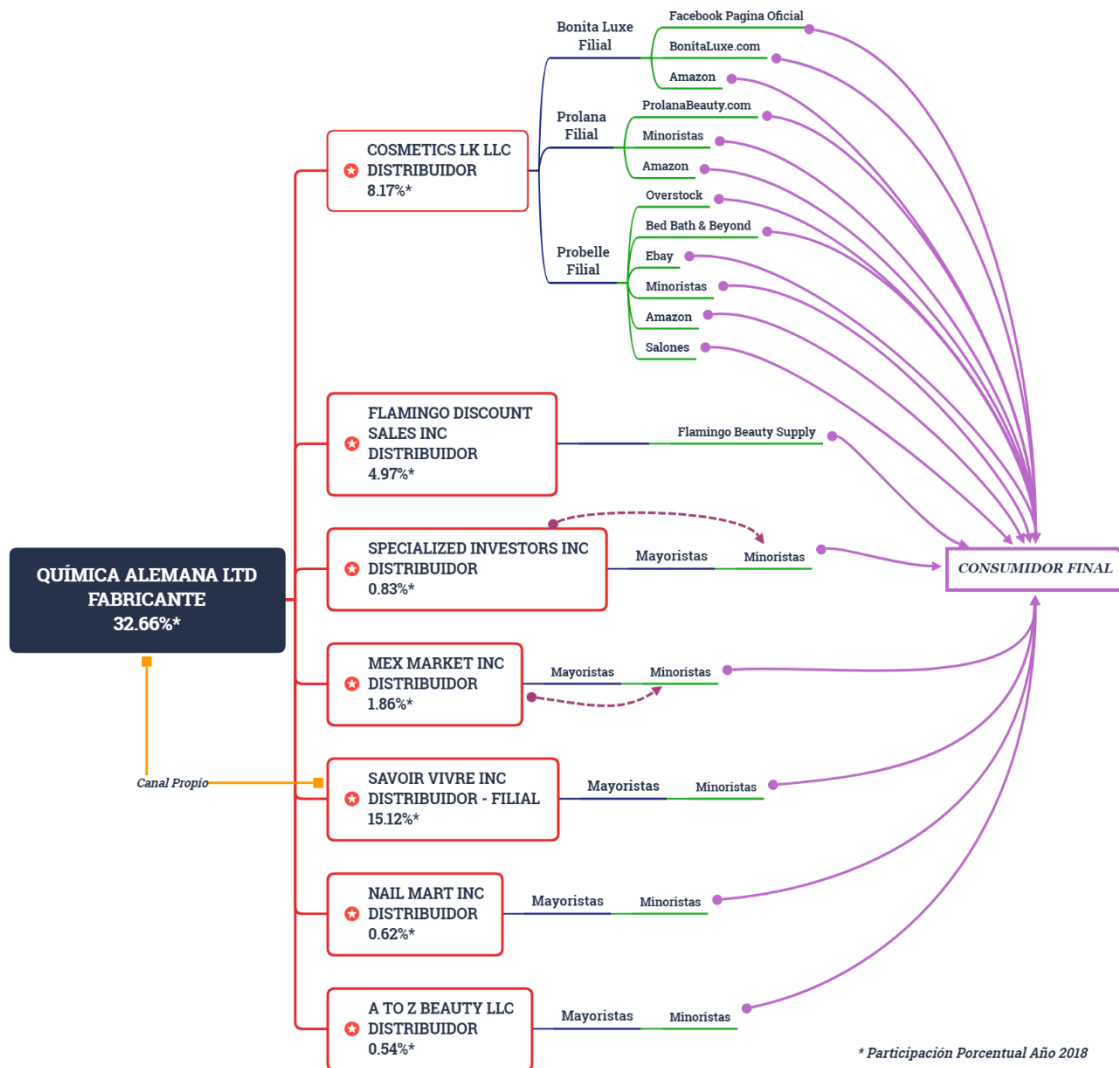 QUÍMICA ALEMANA LTD
FABRICANTE
32.66%*
Canal Propio
COSMETICS LK LLC
DISTRIBUIDOR
8.17%*
Bonita Luxe
Filial
Facebook Pagina Oficial
BonitaLuxe.com
Amazon
Prolana
Filial
ProlanaBeauty.com
Minoristas
Amazon
Probelle
Filial
Overstock
Bed Bath & Beyond
Ebay
Minoristas
Amazon
Salones
FLAMINGO DISCOUNT
SALES INC
DISTRIBUIDOR
4.97%*
Flamingo Beauty Supply
SPECIALIZED INVESTORS INC
DISTRIBUIDOR
0.83%*
Mayoristas
Minoristas
MEX MARKET INC
DISTRIBUIDOR
1.86%*
Mayoristas
Minoristas
SAVOIR VIVRE INC
DISTRIBUIDOR - FILIAL
15.12%*
Mayoristas
Minoristas
NAIL MART INC
DISTRIBUIDOR
0.62%*
Mayoristas
Minoristas
A TO Z BEAUTY LLC
DISTRIBUIDOR
0.54%*
Mayoristas
Minoristas
CONSUMIDOR FINAL
* Participación Porcentual Año 2018